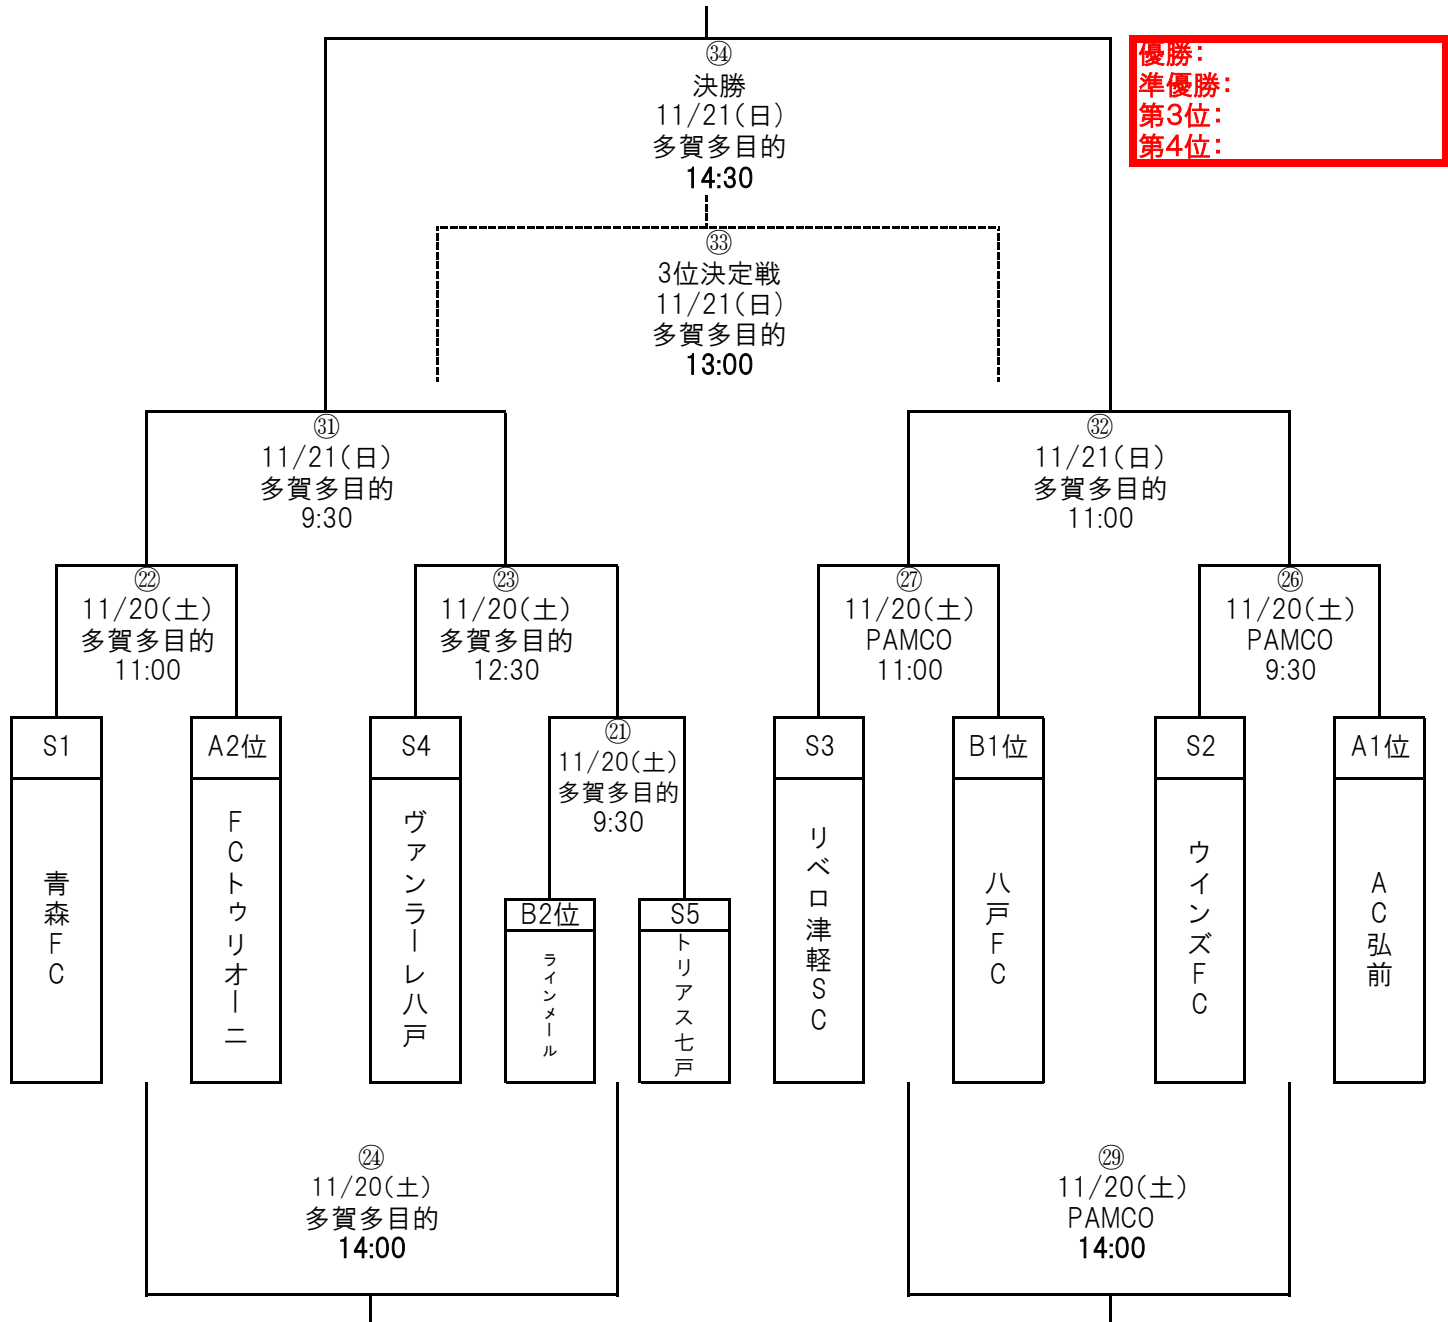 ㉞
決勝
11/21(日)
多賀多目的
14:30
優勝:
準優勝:
第3位:
第4位:
㉝
3位決定戦
11/21(日)
多賀多目的
13:00
㉛
11/21(日)
多賀多目的
9:30
㉜
11/21(日)
多賀多目的
11:00
㉒
11/20(土)
多賀多目的
11:00
㉓
11/20(土)
多賀多目的
12:30
㉗
11/20(土)
PAMCO
11:00
㉖
11/20(土)
PAMCO
9:30
S1
青森FC
A2位
FCトゥリオーニ
S4
ヴァンラーレ八戸
㉑
11/20(土)
多賀多目的
9:30
B2位
ラインメール
S5
トリアス七戸
S3
リベロ津軽SC
B1位
八戸FC
S2
ウインズFC
A1位
AC弘前
㉔
11/20(土)
多賀多目的
14:00
㉙
11/20(土)
PAMCO
14:00